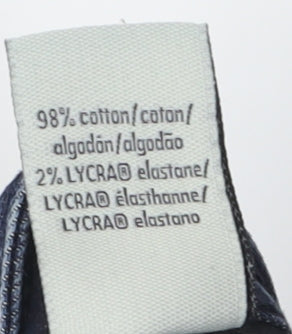 98% cotton/coton/
algodón/algodão
2% LYCRA® elastane/
LYCRA® élasthanne/
LYCRA® elastano